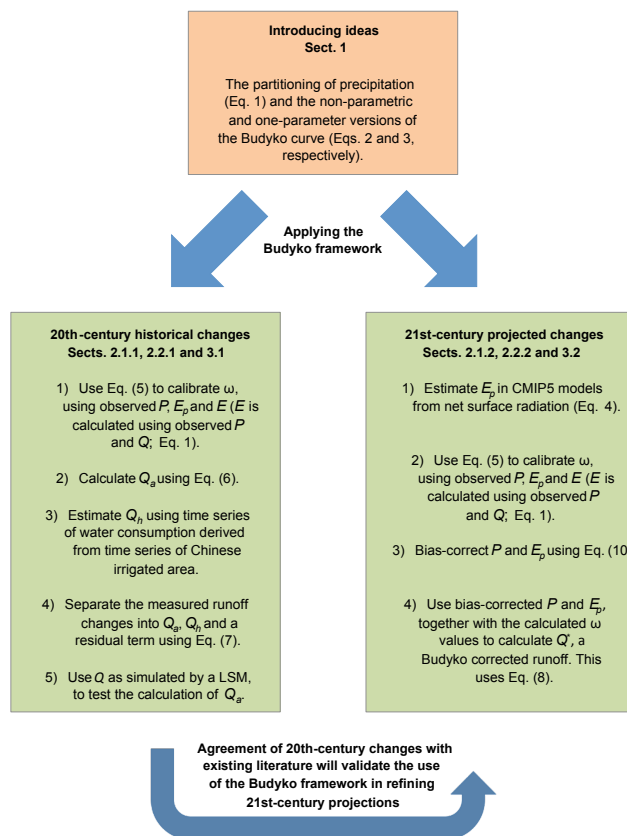 Introducing ideas
Sect. 1
The partitioning of precipitation
(Eq. 1) and the non-parametric
and one-parameter versions of
the Budyko curve (Eqs. 2 and 3,
respectively).
Applying the
Budyko framework
20th-century historical changes
Sects. 2.1.1, 2.2.1 and 3.1
1) Use Eq. (5) to calibrate ω,
using observed P, Ep and E (E is
calculated using observed P
and Q; Eq. 1).
2) Calculate Qa using Eq. (6).
3) Estimate Qh using time series
of water consumption derived
from time series of Chinese
irrigated area.
4) Separate the measured runoff
changes into Qa, Qh and a
residual term using Eq. (7).
5) Use Q as simulated by a LSM,
to test the calculation of Qa.
21st-century projected changes
Sects. 2.1.2, 2.2.2 and 3.2
1) Estimate Ep in CMIP5 models
from net surface radiation (Eq. 4).
2) Use Eq. (5) to calibrate ω,
using observed P, Ep and E (E is
calculated using observed P
and Q; Eq. 1).
3) Bias-correct P and Ep using Eq. (10
4) Use bias-corrected P and Ep,
together with the calculated ω
values to calculate Q*, a
Budyko corrected runoff. This
uses Eq. (8).
Agreement of 20th-century changes with
existing literature will validate the use
of the Budyko framework in refining
21st-century projections